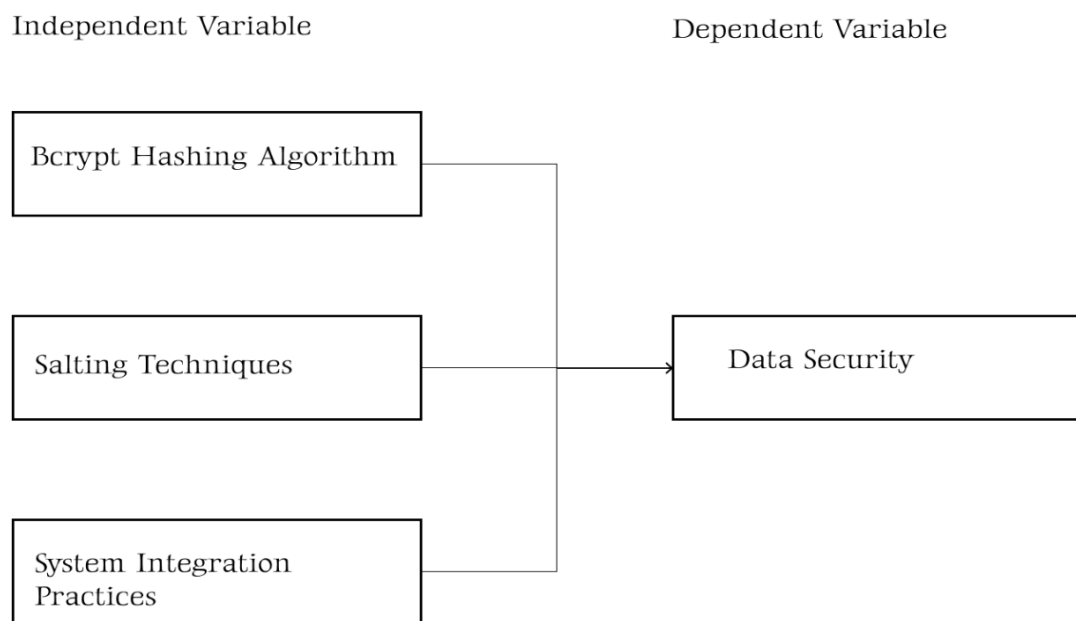 Independent Variable
Dependent Variable
Bcrypt Hashing Algorithm
Salting Techniques
Data Security
System Integration
Practices